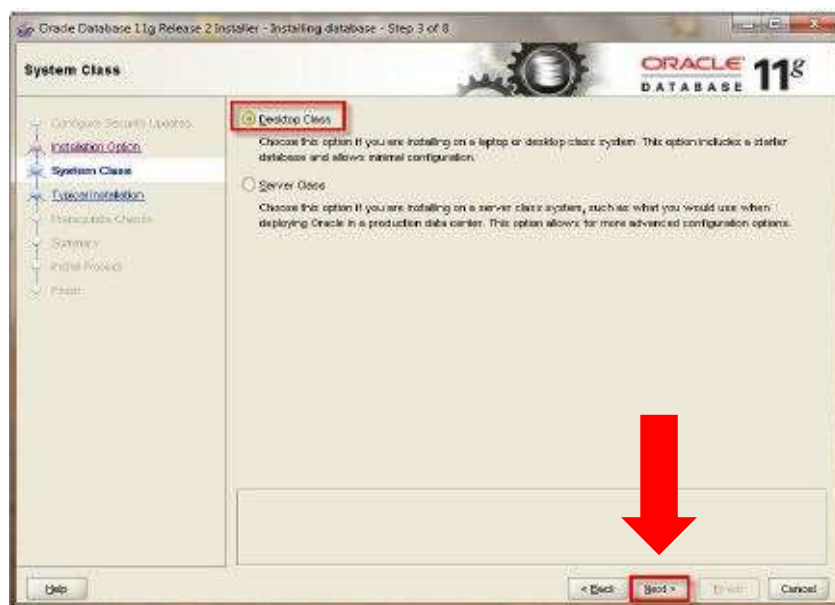 Oracle Database 11g Release 2 Installer - Installing database - Step 3 of 8
System Class
ORACLE 11g
DATABASE
Configure Security Updates
Installation Option
System Class
Typical Installation
Prerequisite Checks
Summary
Install Product
Finish
Desktop Class
Choose this option if you are installing on a laptop or desktop class system. This option includes a starter
database and allows minimal configuration.
Server Class
Choose this option if you are installing on a server class system, such as what you would use when
deploying Oracle in a production data center. This option allows for more advanced configuration options.
Help
< Back
Next >
Finish
Cancel